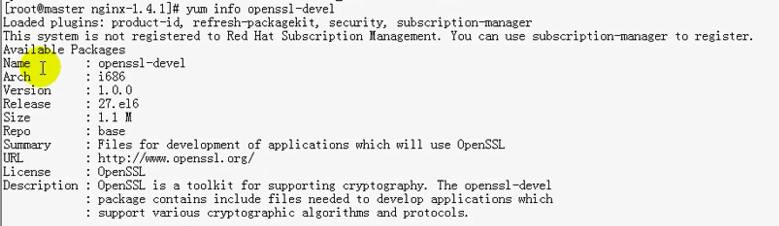 [root@master nginx-1.4.1]# yum info openssl-devel
Loaded plugins: product-id, refresh-packagekit, security, subscription-manager
This system is not registered to Red Hat Subscription Management. You can use subscription-manager to register.
Available Packages
Name        : openssl-devel
Arch        : i686
Version     : 1.0.0
Release     : 27.el6
Size        : 1.1 M
Repo        : base
Summary     : Files for development of applications which will use OpenSSL
URL         : http://www.openssl.org/
License     : OpenSSL
Description : OpenSSL is a toolkit for supporting cryptography. The openssl-devel
            : package contains include files needed to develop applications which
            : support various cryptographic algorithms and protocols.